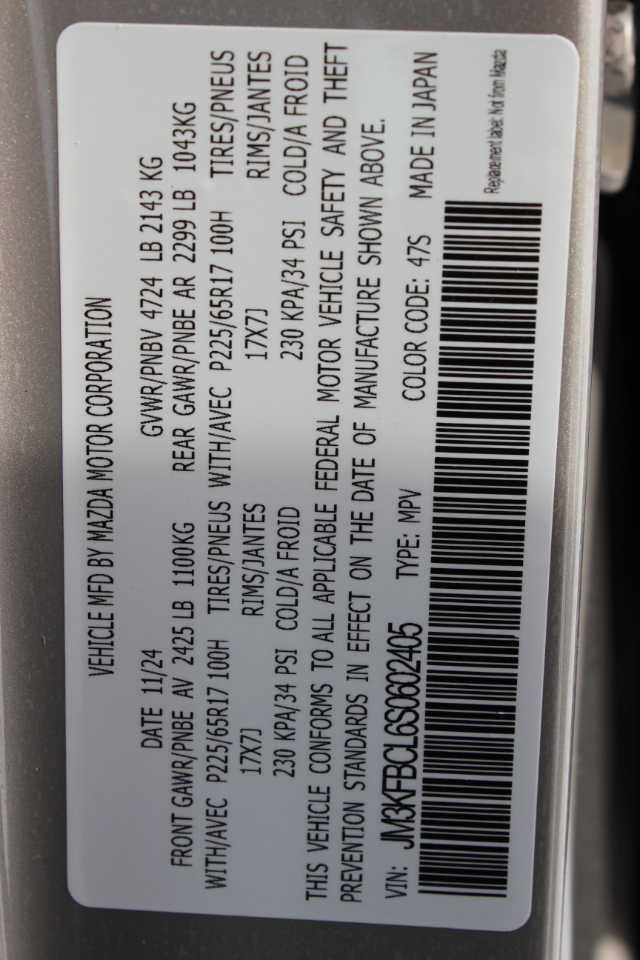 VEHICLE MFD BY MAZDA MOTOR CORPORATION
DATE 11/24 GVWR/PNBV 4724 LB 2143 KG
FRONT GAWR/PNBE AV 2425 LB 1100KG REAR GAWR/PNBE AR 2299 LB 1043KG
WITH/AVEC P225/65R17 100H TIRES/PNEUS WITH/AVEC P225/65R17 100H TIRES/PNEUS
17X7J RIMS/JANTES 17X7J RIMS/JANTES
230 KPA/34 PSI COLD/A FROID 230 KPA/34 PSI COLD/A FROID
THIS VEHICLE CONFORMS TO ALL APPLICABLE FEDERAL MOTOR VEHICLE SAFETY AND THEFT
PREVENTION STANDARDS IN EFFECT ON THE DATE OF MANUFACTURE SHOWN ABOVE.
VIN: JM3KFBCL6S0602405 TYPE: MPV COLOR CODE: 47S MADE IN JAPAN
Replacement label: Not from Mazda